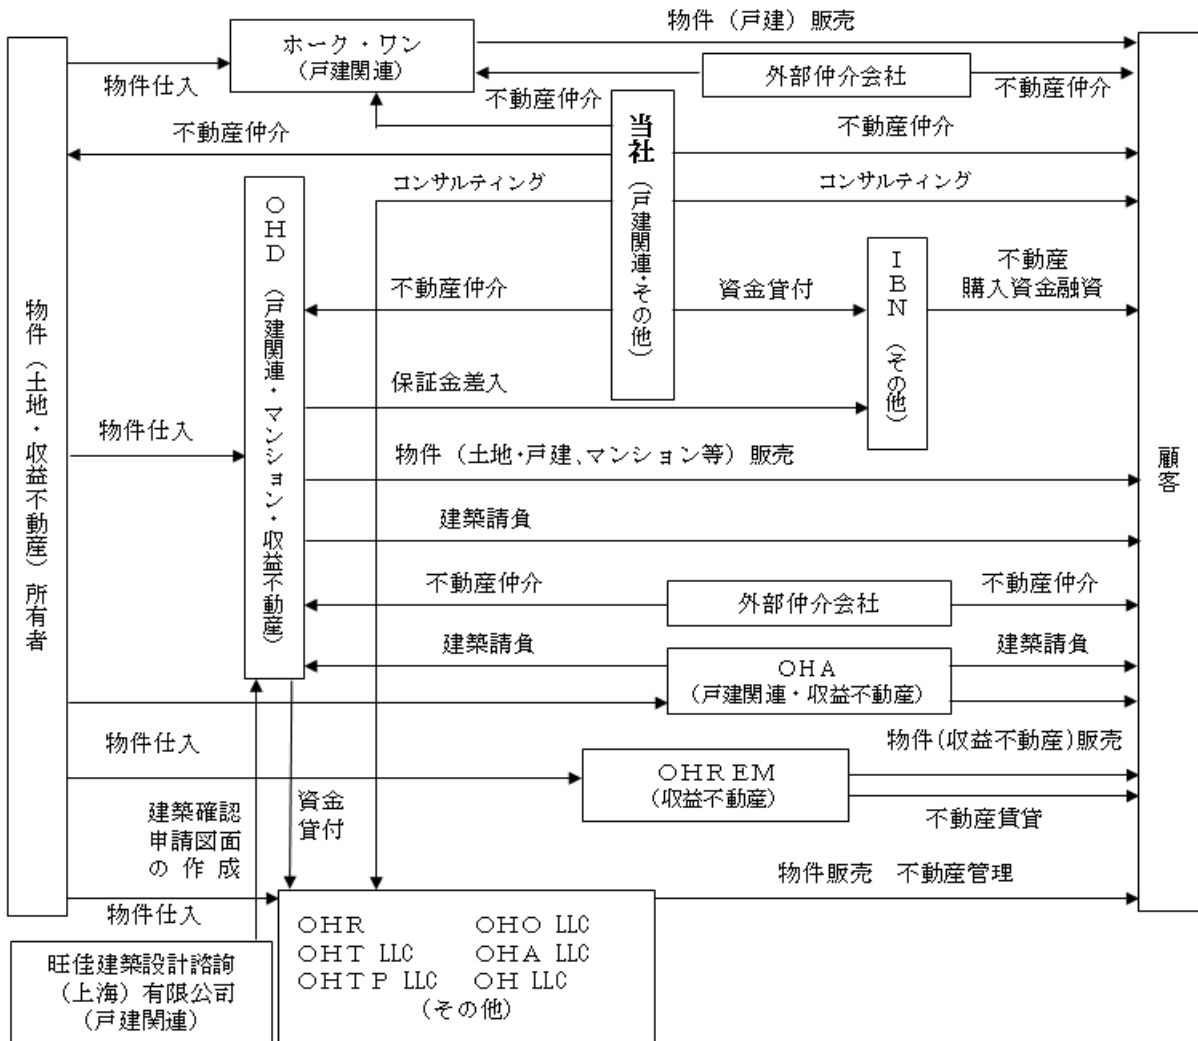 物件（戸建）販売
ホーク・ワン
（戸建関連）
物件仕入
外部仲介会社
不動産仲介
不動産仲介
不動産仲介
不動産仲介
当社（戸建関連・その他）
コンサルティング
コンサルティング
OHD（戸建関連・マンション・収益不動産）
IBN（その他）
不動産
購入資金融資
不動産仲介
資金貸付
物件（土地・収益不動産）所有者
保証金差入
物件仕入
物件（土地・戸建、マンション等）販売
顧客
建築請負
不動産仲介
外部仲介会社
不動産仲介
建築請負
OHA
（戸建関連・収益不動産）
建築請負
物件仕入
物件(収益不動産)販売
OHREM
（収益不動産）
不動産賃貸
建築確認
申請図面
の作成
資金
貸付
物件販売　不動産管理
物件仕入
OHR　OHO LLC
OHT LLC　OHA LLC
OHTP LLC　OH LLC
（その他）
旺佳建築設計諮詢
（上海）有限公司
（戸建関連）